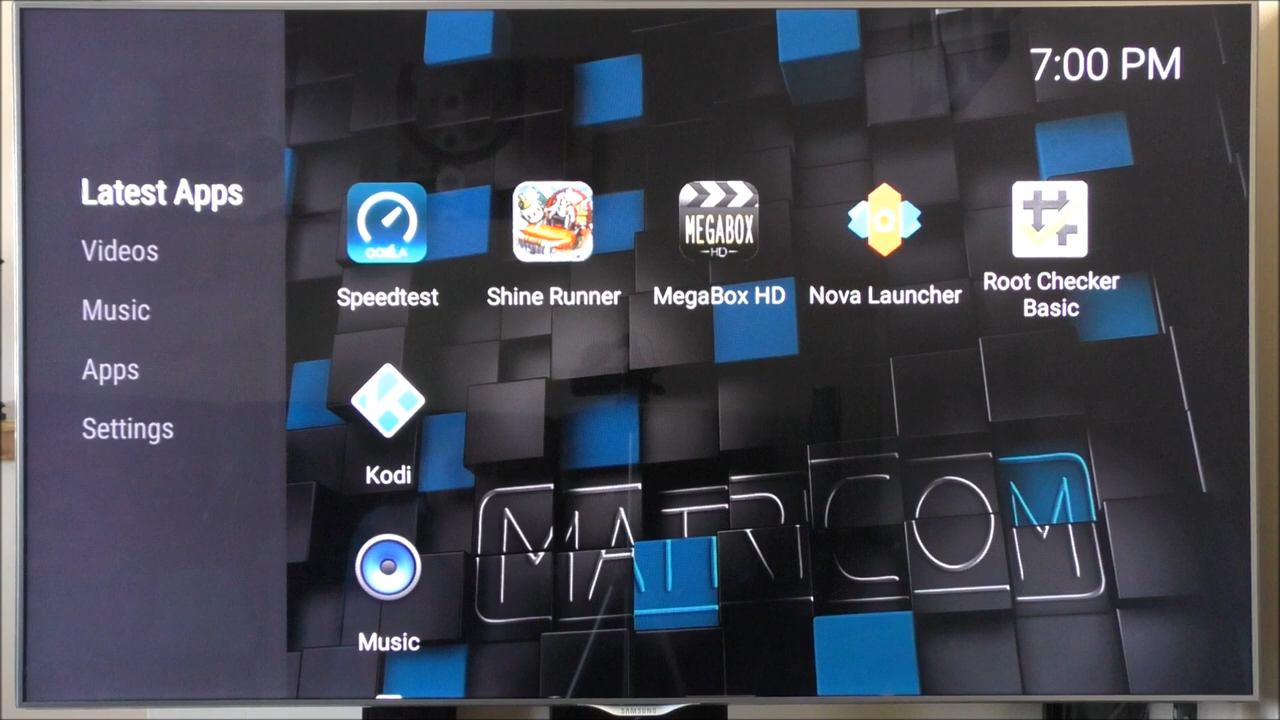 7:00 PM
Latest Apps
Videos
Music
Apps
Settings
OOKLA
Speedtest
Shine Runner
MEGABOX
HD
MegaBox HD
Nova Launcher
Root Checker
Basic
Kodi
Music
MATRICOM
SAMSUNG